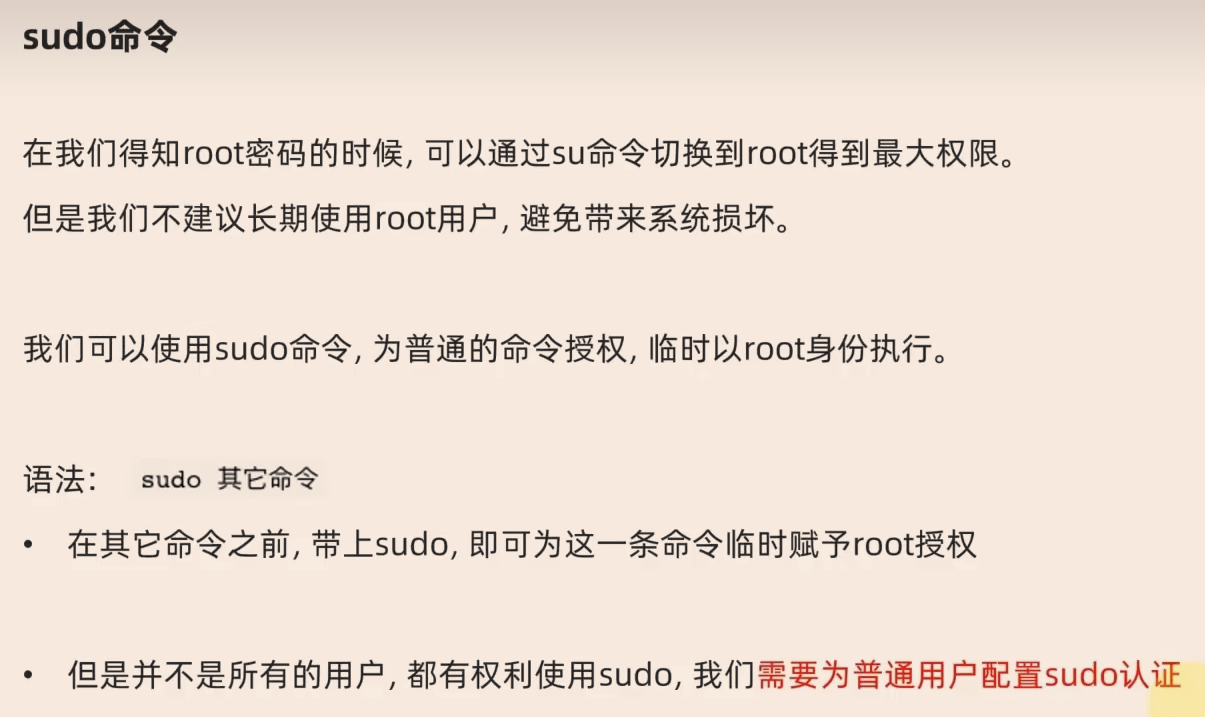 sudo命令
在我们得知root密码的时候, 可以通过su命令切换到root得到最大权限。
但是我们不建议长期使用root用户, 避免带来系统损坏。
我们可以使用sudo命令, 为普通的命令授权, 临时以root身份执行。
语法： sudo 其它命令
• 在其它命令之前, 带上sudo, 即可为这一条命令临时赋予root授权
• 但是并不是所有的用户, 都有权利使用sudo, 我们需要为普通用户配置sudo认证